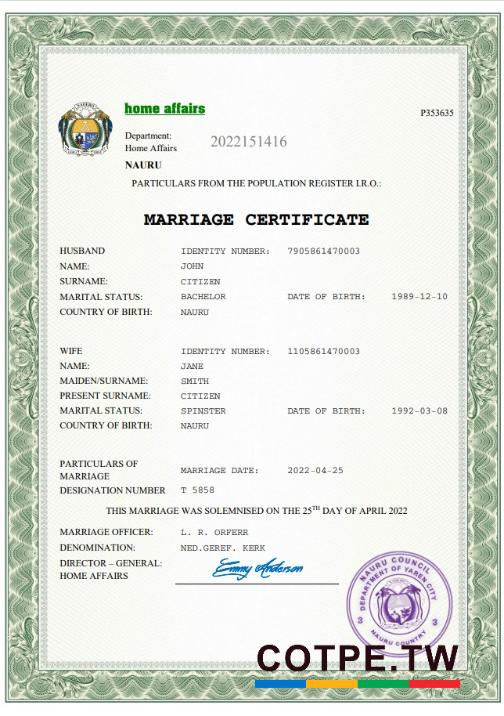 home affairs
P353635
Department:
Home Affairs
2022151416
NAURU
PARTICULARS FROM THE POPULATION REGISTER I.R.O.:
MARRIAGE CERTIFICATE
HUSBAND IDENTITY NUMBER: 7905861470003
NAME: JOHN
SURNAME: CITIZEN
MARITAL STATUS: BACHELOR DATE OF BIRTH: 1989-12-10
COUNTRY OF BIRTH: NAURU
WIFE IDENTITY NUMBER: 1105861470003
NAME: JANE
MAIDEN/SURNAME: SMITH
PRESENT SURNAME: CITIZEN
MARITAL STATUS: SPINSTER DATE OF BIRTH: 1992-03-08
COUNTRY OF BIRTH: NAURU
PARTICULARS OF
MARRIAGE
MARRIAGE DATE: 2022-04-25
DESIGNATION NUMBER T 5858
THIS MARRIAGE WAS SOLEMNISED ON THE 25TH DAY OF APRIL 2022
MARRIAGE OFFICER: L. R. ORFERR
DENOMINATION: NED.GEREF. KERK
DIRECTOR – GENERAL:
HOME AFFAIRS
Emmy Anderson
NAURU COUNCIL
DEPARTMENT OF YAREN CITY
3 3
NAURU COUNTRY
COTPE.TW